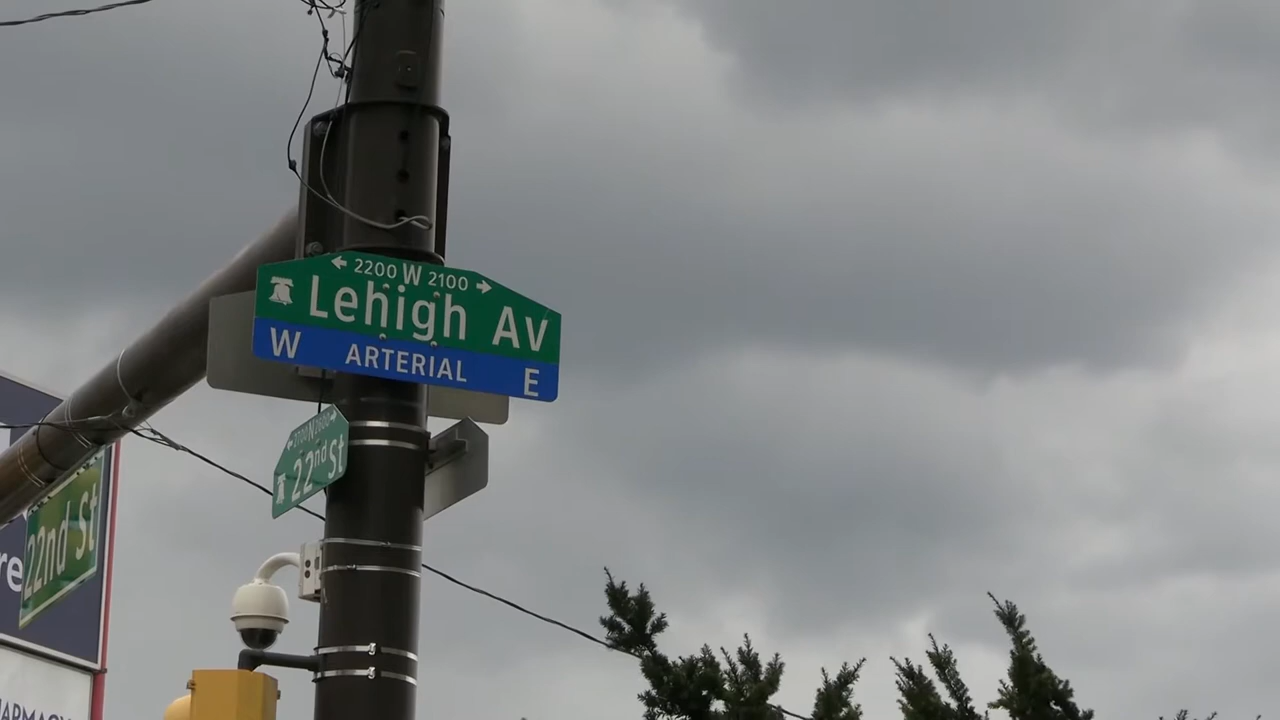 ← 2200 W 2100 →
Lehigh Av
W ARTERIAL E
22nd St
22nd St
re